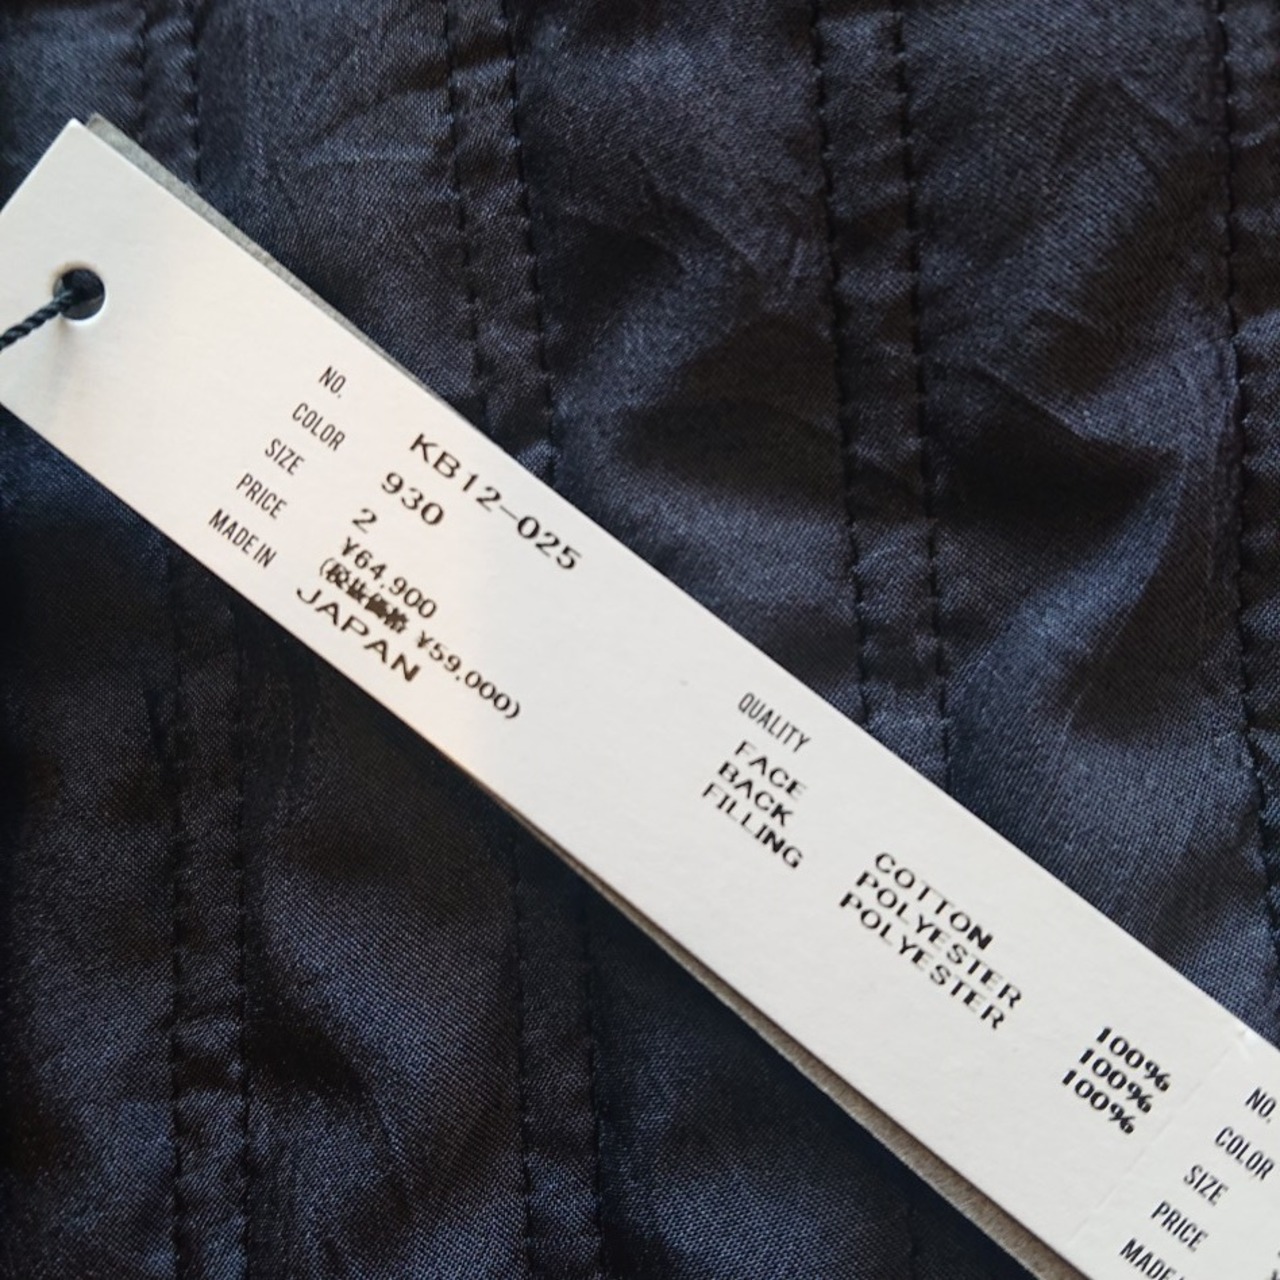 NO. KB12-025
COLOR 930
SIZE 2
PRICE ¥64,900
(税抜価格 ¥59,000)
MADE IN JAPAN
QUALITY
FACE COTTON 100%
BACK POLYESTER 100%
FILLING POLYESTER 100%
NO.
COLOR
SIZE
PRICE
MADE